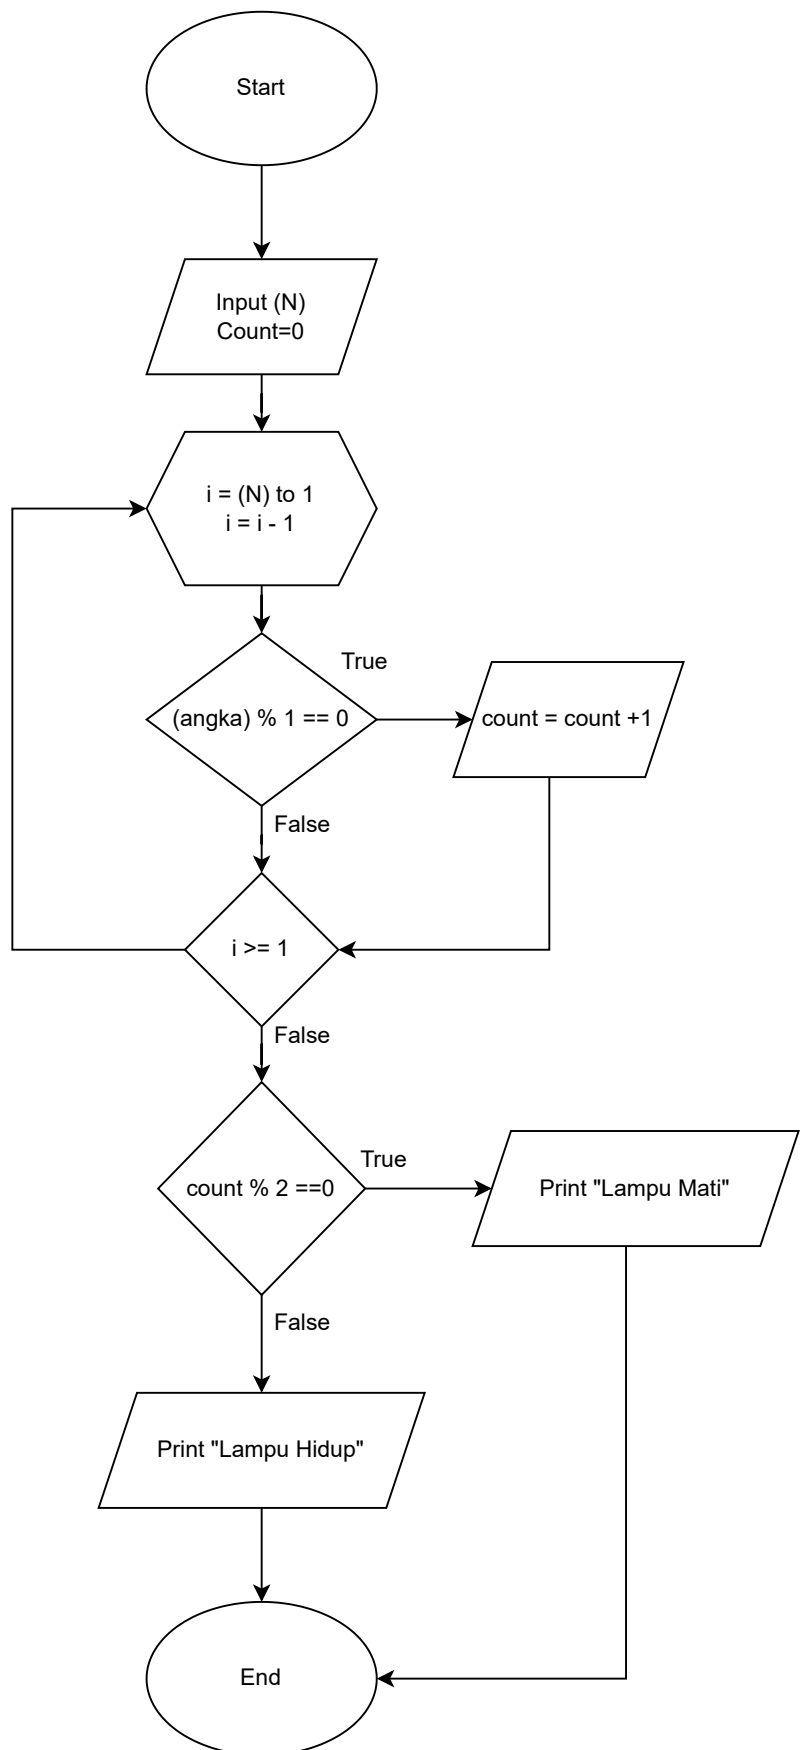 Start
Input (N)
Count=0
i = (N) to 1
i = i - 1
True
(angka) % 1 == 0
count = count +1
False
i >= 1
False
True
count % 2 ==0
Print "Lampu Mati"
False
Print "Lampu Hidup"
End